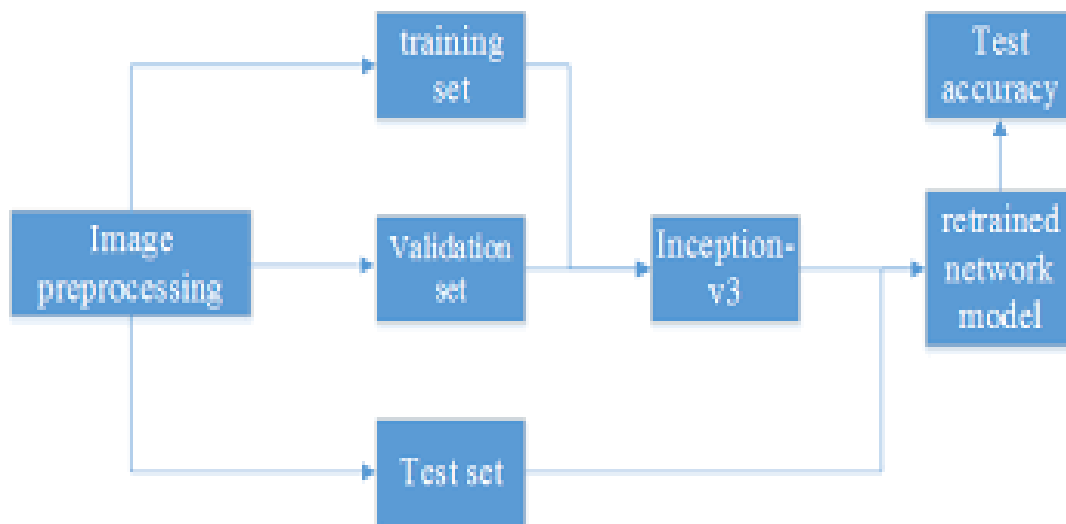 training
set
Test
accuracy
Image
preprocessing
Validation
set
Inception-
v3
retrained
network
model
Test set